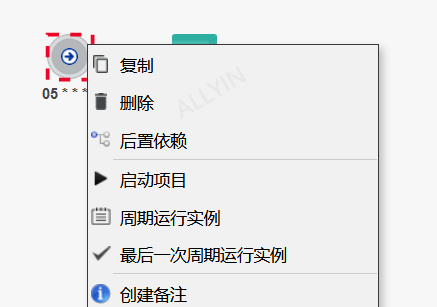 05 * * *
复制
ALLYIN
删除
后置依赖
启动项目
周期运行实例
最后一次周期运行实例
创建备注